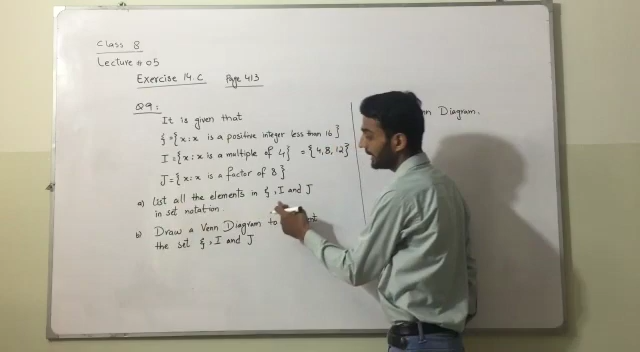 Class 8
Lecture # 05
Exercise 14.C Page 413
Q9:
It is given that
ξ = {x : x is a positive integer less than 16}
I = {x : x is a multiple of 4} = {4, 8, 12}
J = {x : x is a factor of 8}
a) List all the elements in ξ, I and J
in set notation.
b) Draw a Venn Diagram to
the set ξ, I and J
Diagram.